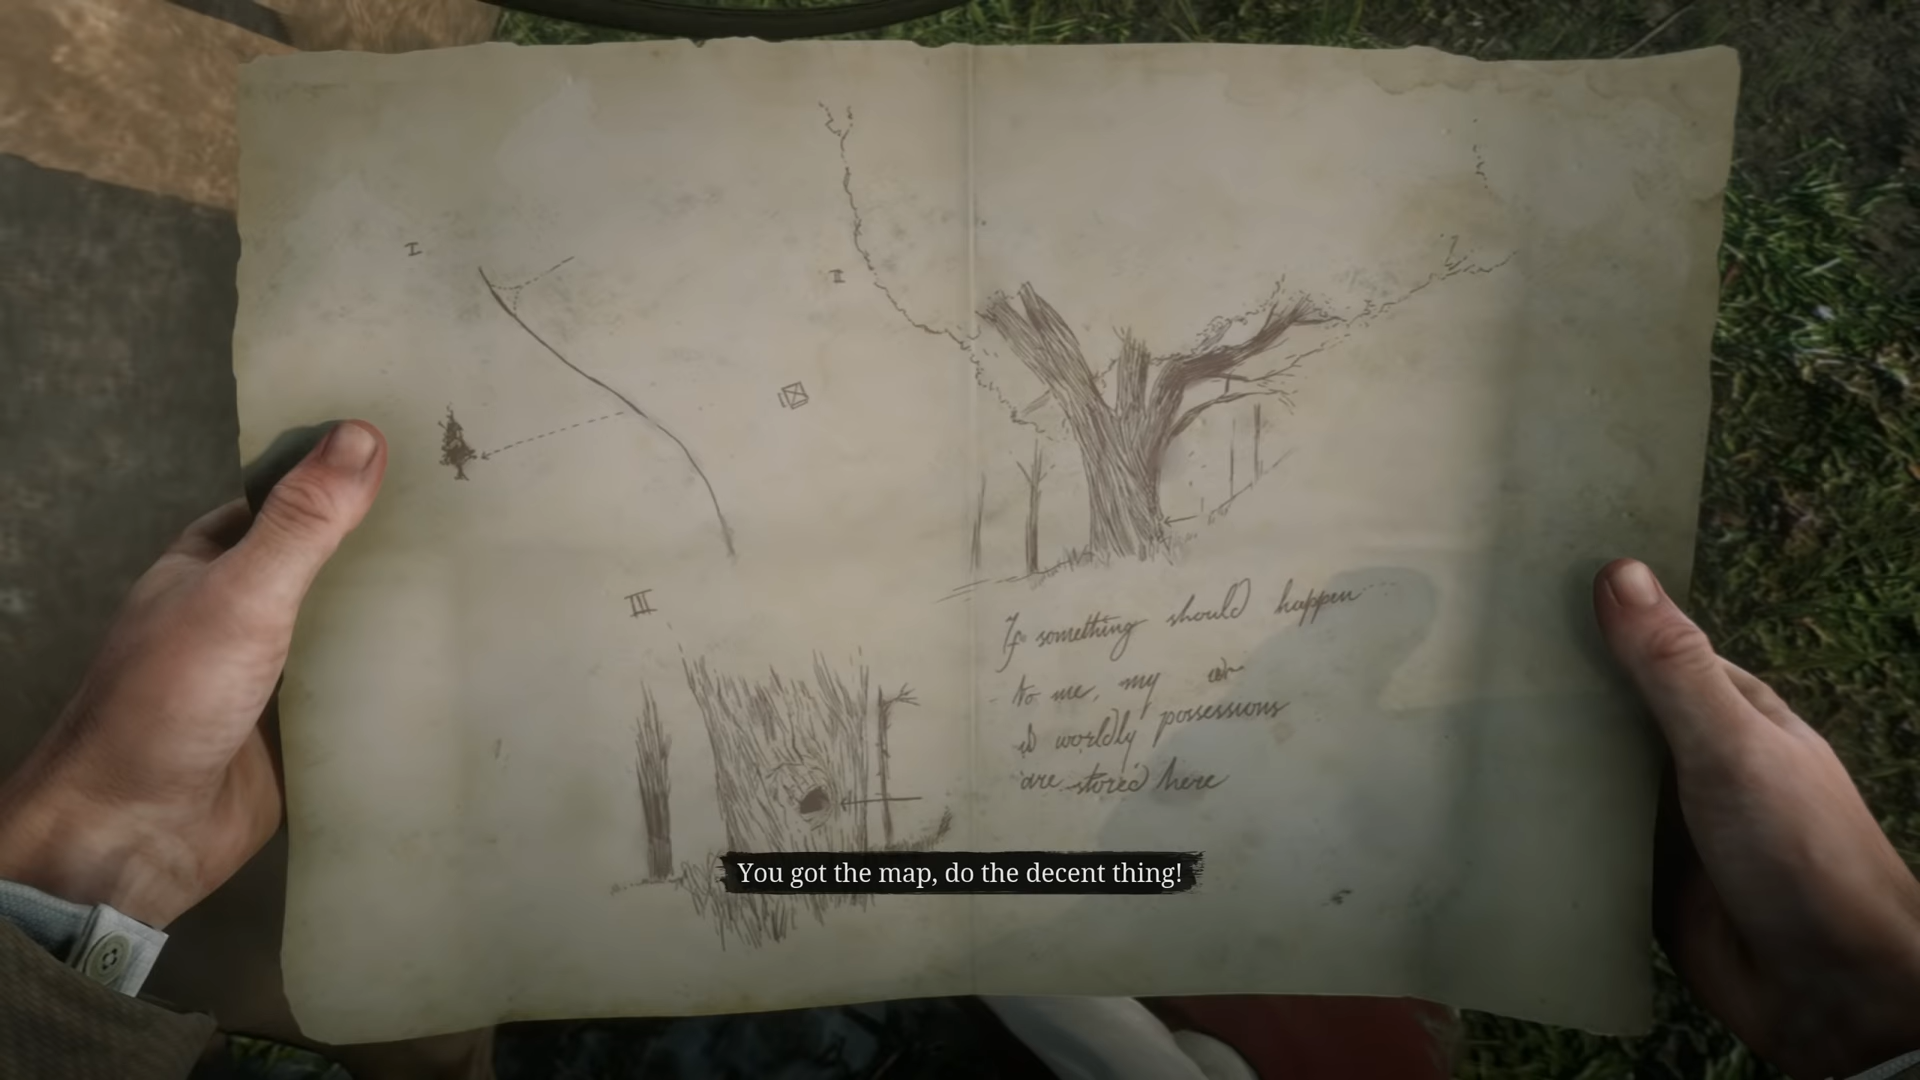 I
II
III
If something should happen
to me, my
worldly possessions
are stored here
You got the map, do the decent thing!